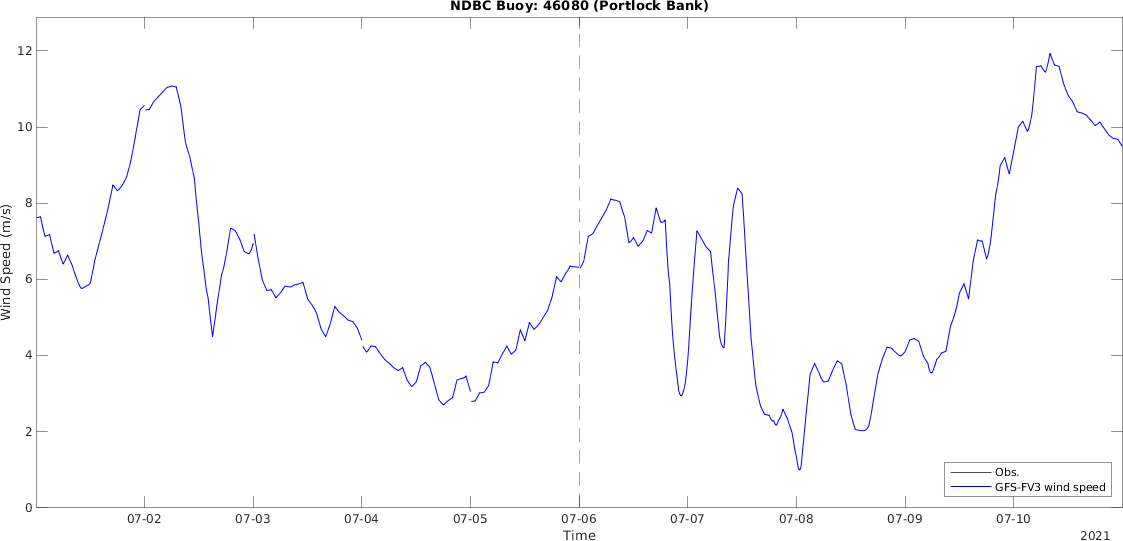 NDBC Buoy: 46080 (Portlock Bank)
12
10
8
6
4
2
0
Wind Speed (m/s)
07-02 07-03 07-04 07-05 07-06 07-07 07-08 07-09 07-10
Time
2021
Obs.
GFS-FV3 wind speed